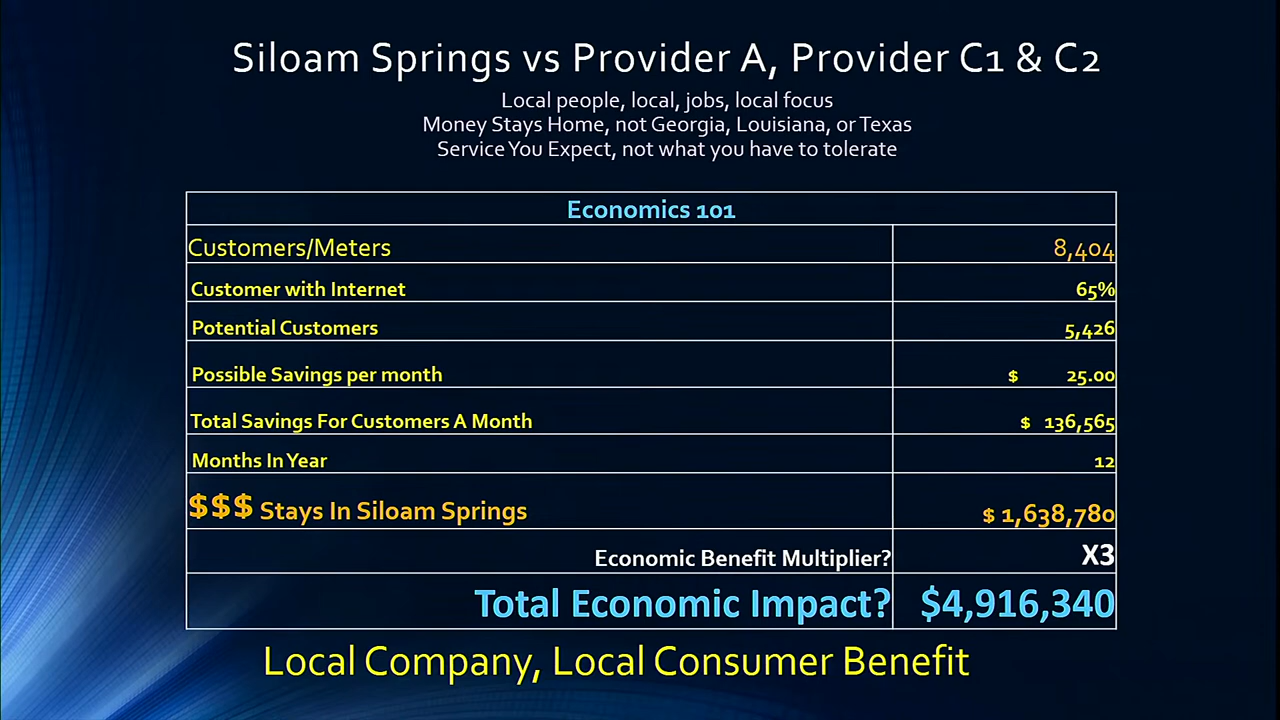 Siloam Springs vs Provider A, Provider C1 & C2
Local people, local, jobs, local focus
Money Stays Home, not Georgia, Louisiana, or Texas
Service You Expect, not what you have to tolerate
Economics 101
Customers/Meters 8,404
Customer with Internet 65%
Potential Customers 5,426
Possible Savings per month $ 25.00
Total Savings For Customers A Month $ 136,565
Months In Year 12
$$$ Stays In Siloam Springs $ 1,638,780
Economic Benefit Multiplier? X3
Total Economic Impact? $4,916,340
Local Company, Local Consumer Benefit